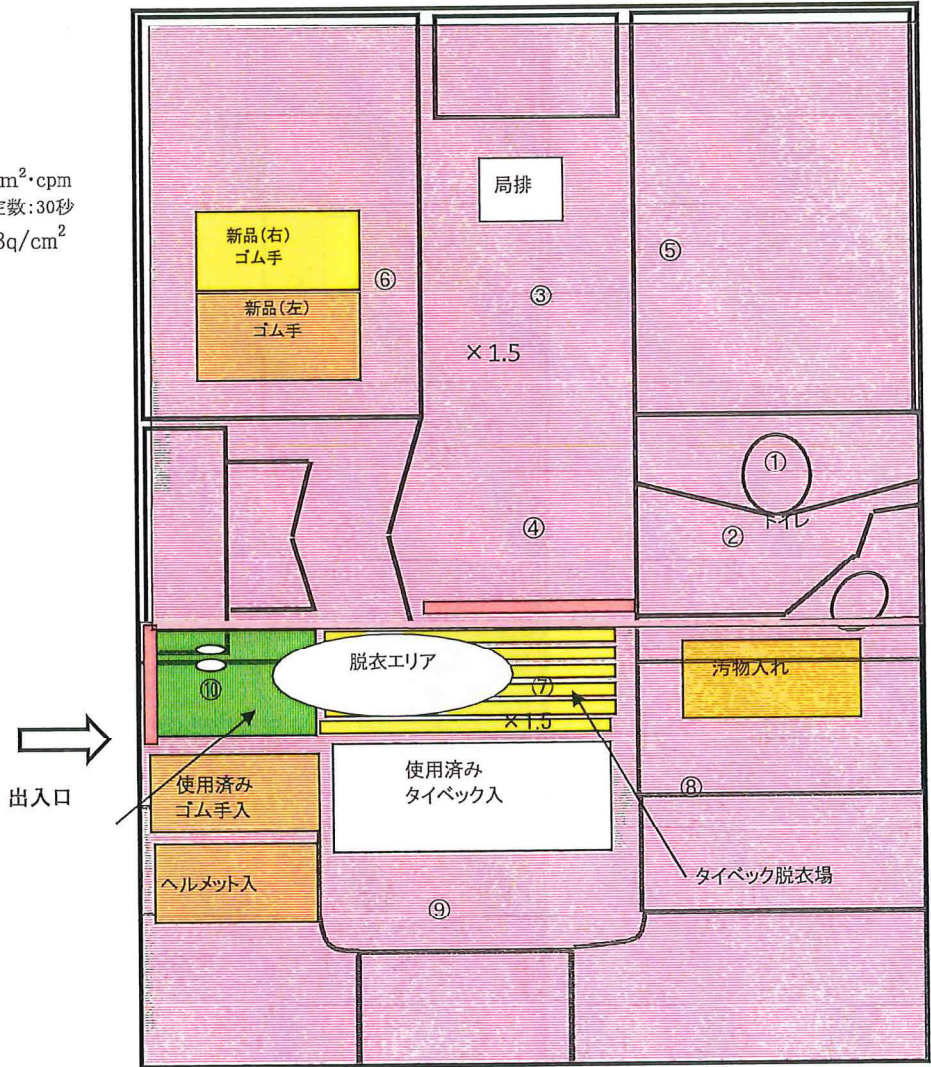 m²・cpm
定数:30秒
Bq/cm²
局排
新品(右)
ゴム手
新品(左)
ゴム手
⑥
③
⑤
×1.5
①
トイレ
④
②
脱衣エリア
⑩
⑦
×1.5
汚物入れ
出入口
使用済み
ゴム手入
使用済み
タイベック入
⑧
ヘルメット入
⑨
タイベック脱衣場